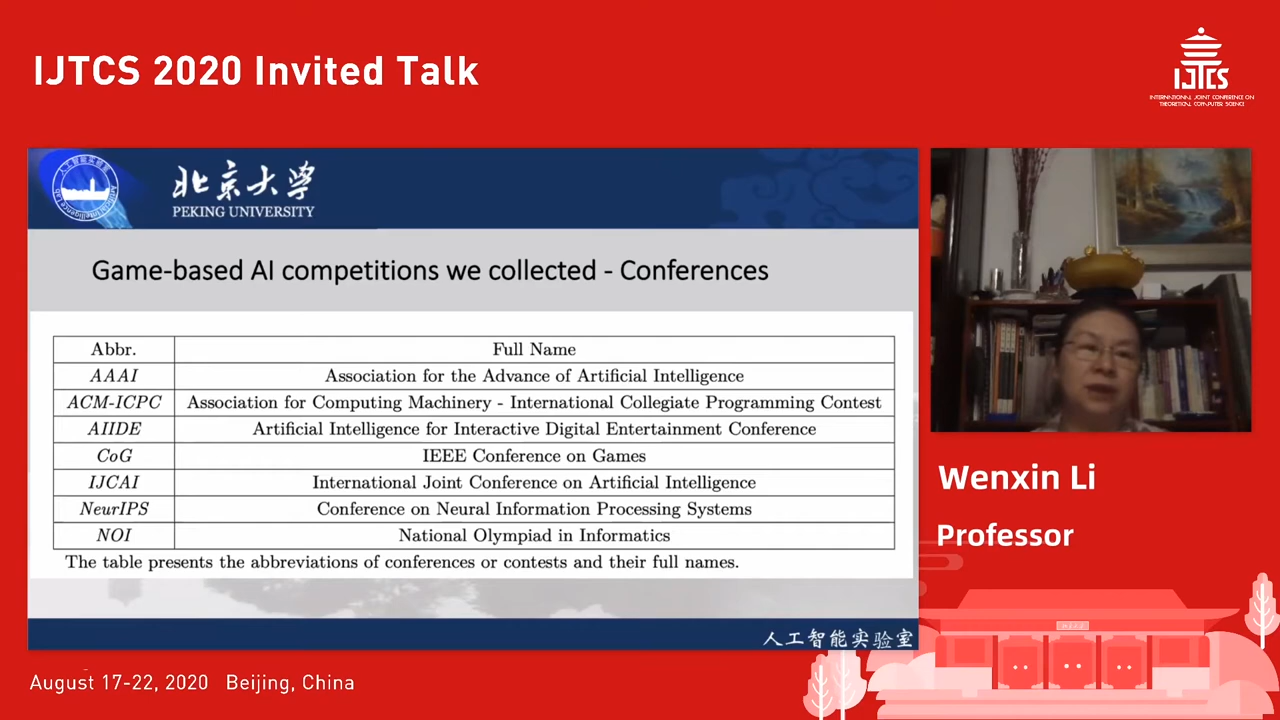 IJTCS 2020 Invited Talk
IJTCS
INTERNATIONAL JOINT CONFERENCE ON
THEORETICAL COMPUTER SCIENCE
北京大学
PEKING UNIVERSITY
Game-based AI competitions we collected - Conferences
Abbr. Full Name
AAAI Association for the Advance of Artificial Intelligence
ACM-ICPC Association for Computing Machinery - International Collegiate Programming Contest
AIIDE Artificial Intelligence for Interactive Digital Entertainment Conference
CoG IEEE Conference on Games
IJCAI International Joint Conference on Artificial Intelligence
NeurIPS Conference on Neural Information Processing Systems
NOI National Olympiad in Informatics
The table presents the abbreviations of conferences or contests and their full names.
人工智能实验室
Wenxin Li
Professor
August 17-22, 2020 Beijing, China